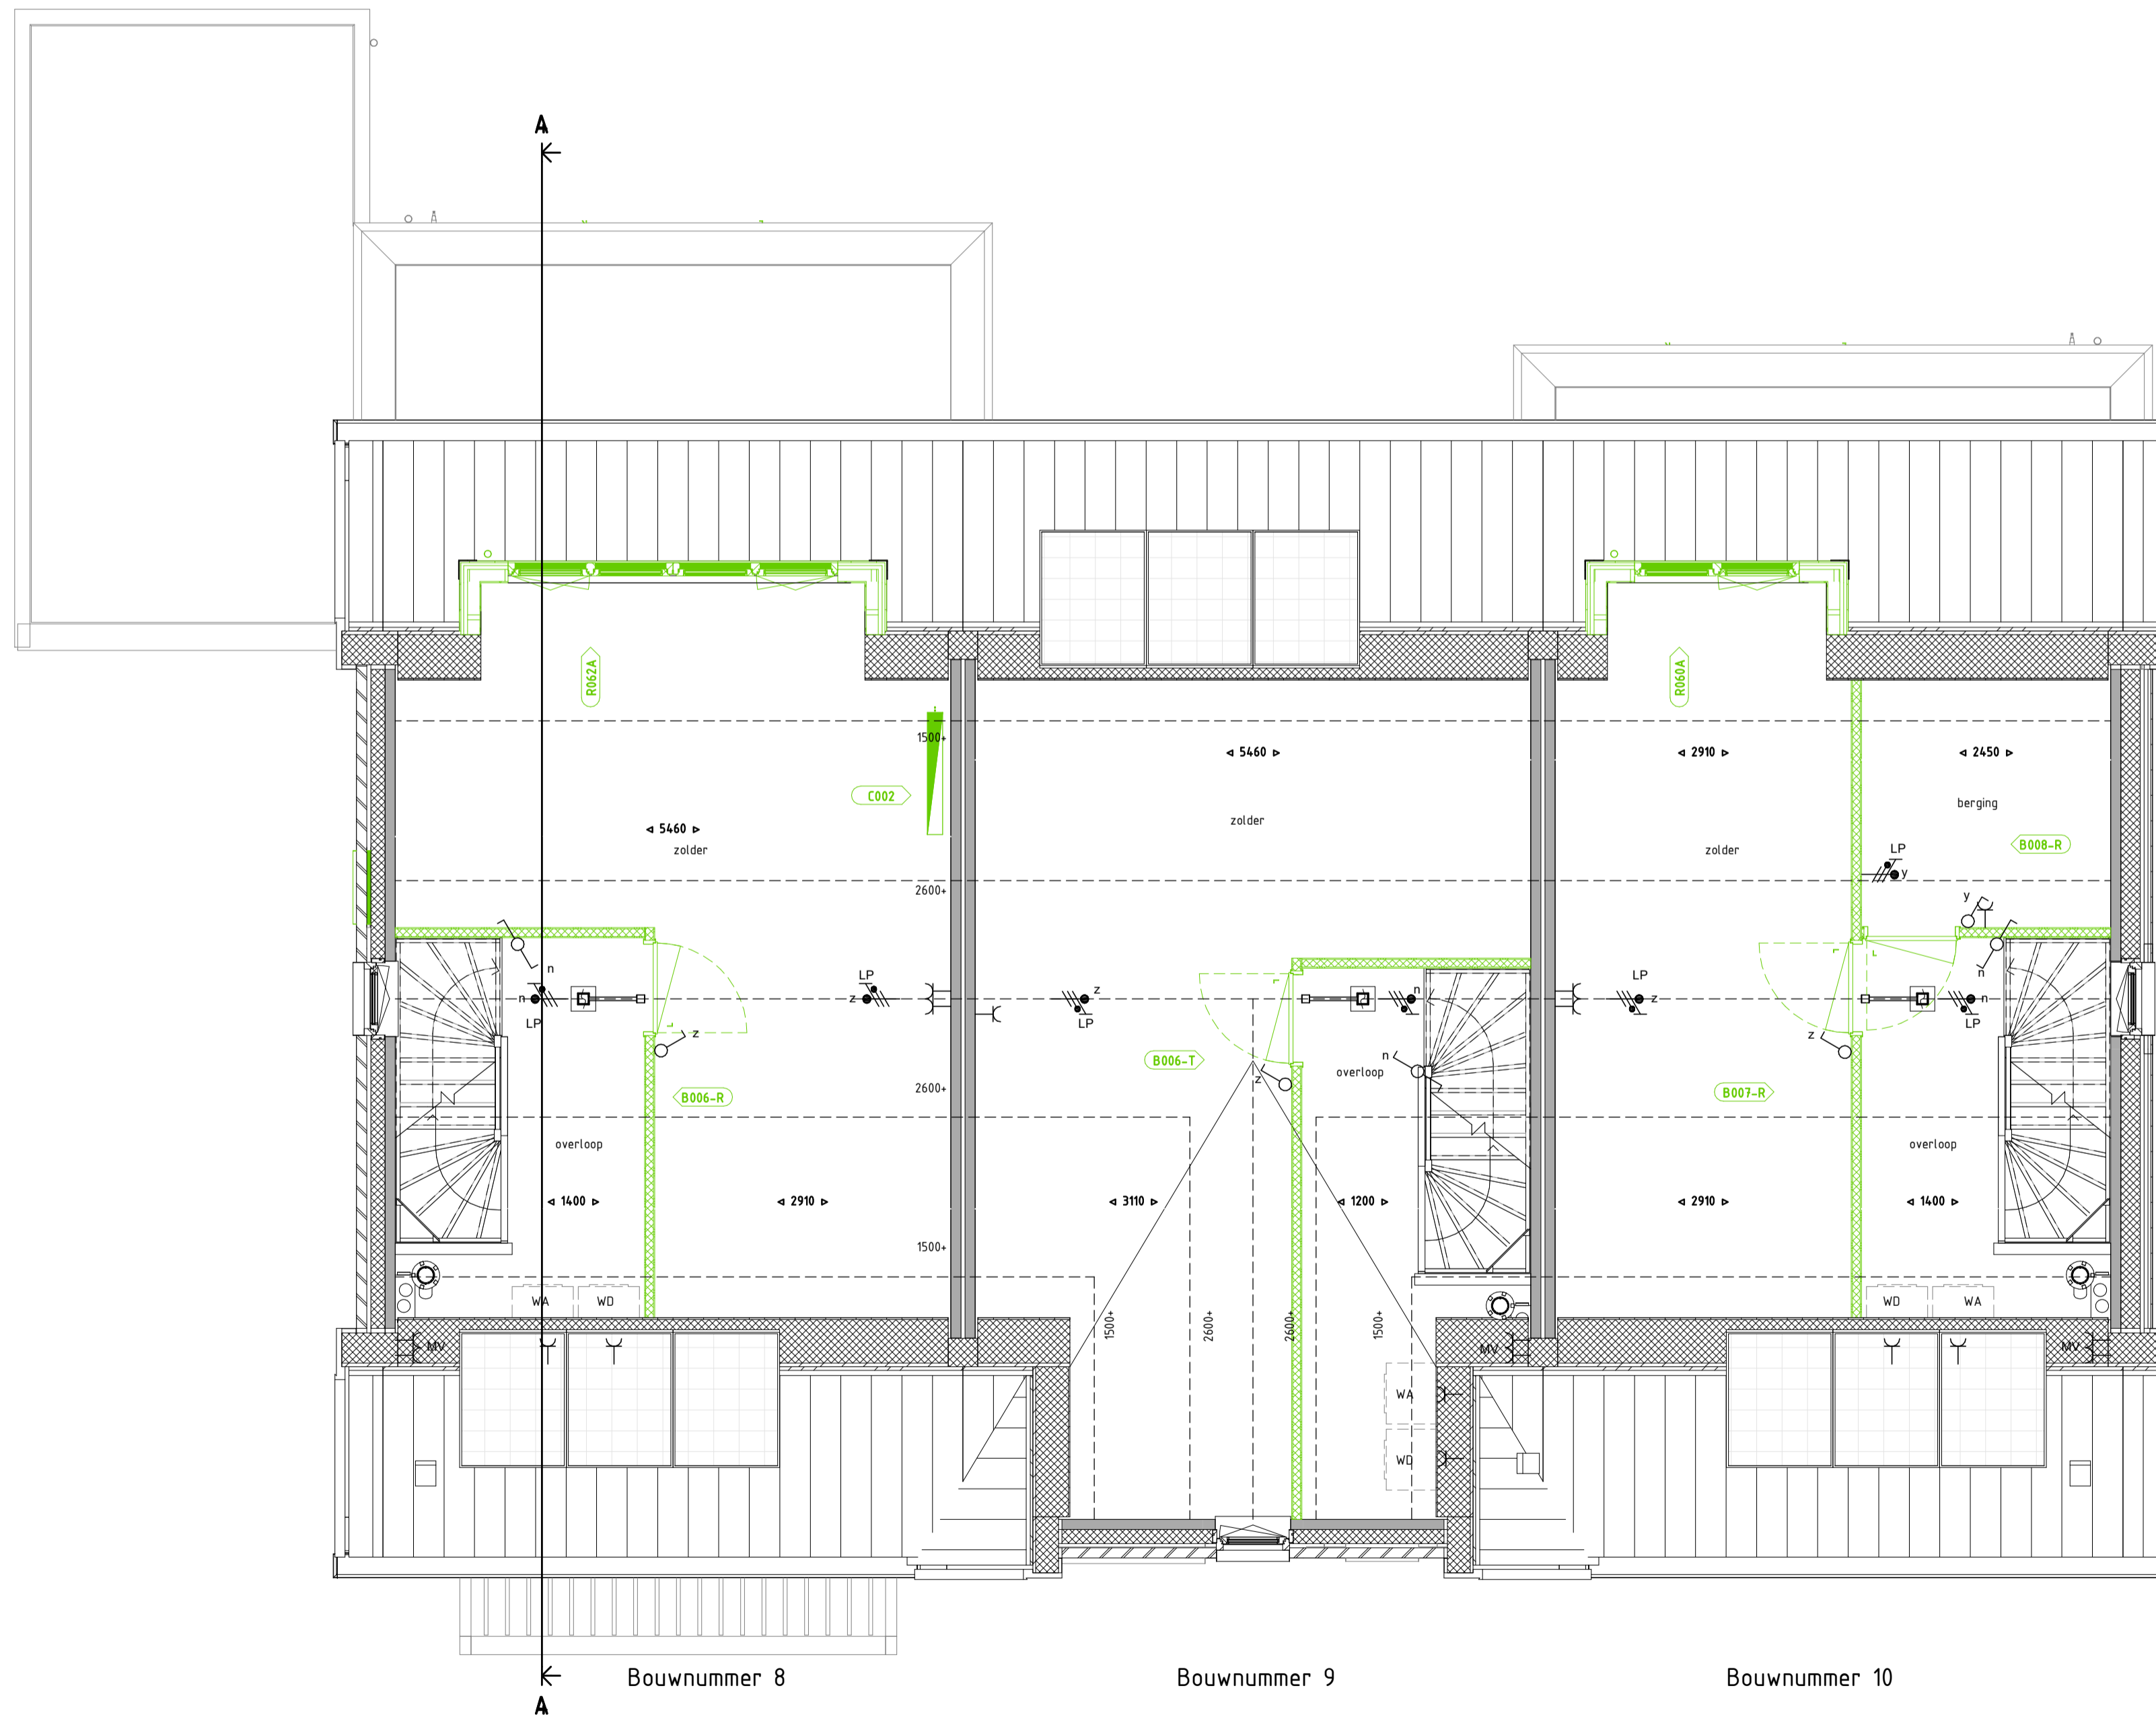 A
R062A
R060A
1500+
5460
2910
2450
C002
berging
zolder
5460
zolder
zolder
B008-R
LP
y
2600+
y
n
n
LP
n
LP
z
z
LP
n
LP
z
n
LP
LP
z
z
n
z
B006-T
overloop
B006-R
2600+
B007-R
overloop
overloop
1400
2910
3110
1200
2910
1400
1500+
WA
WD
1500+
2600+
2600+
1500+
WD
WA
MV
MV
MV
WA
WD
Bouwnummer 8
Bouwnummer 9
Bouwnummer 10
A